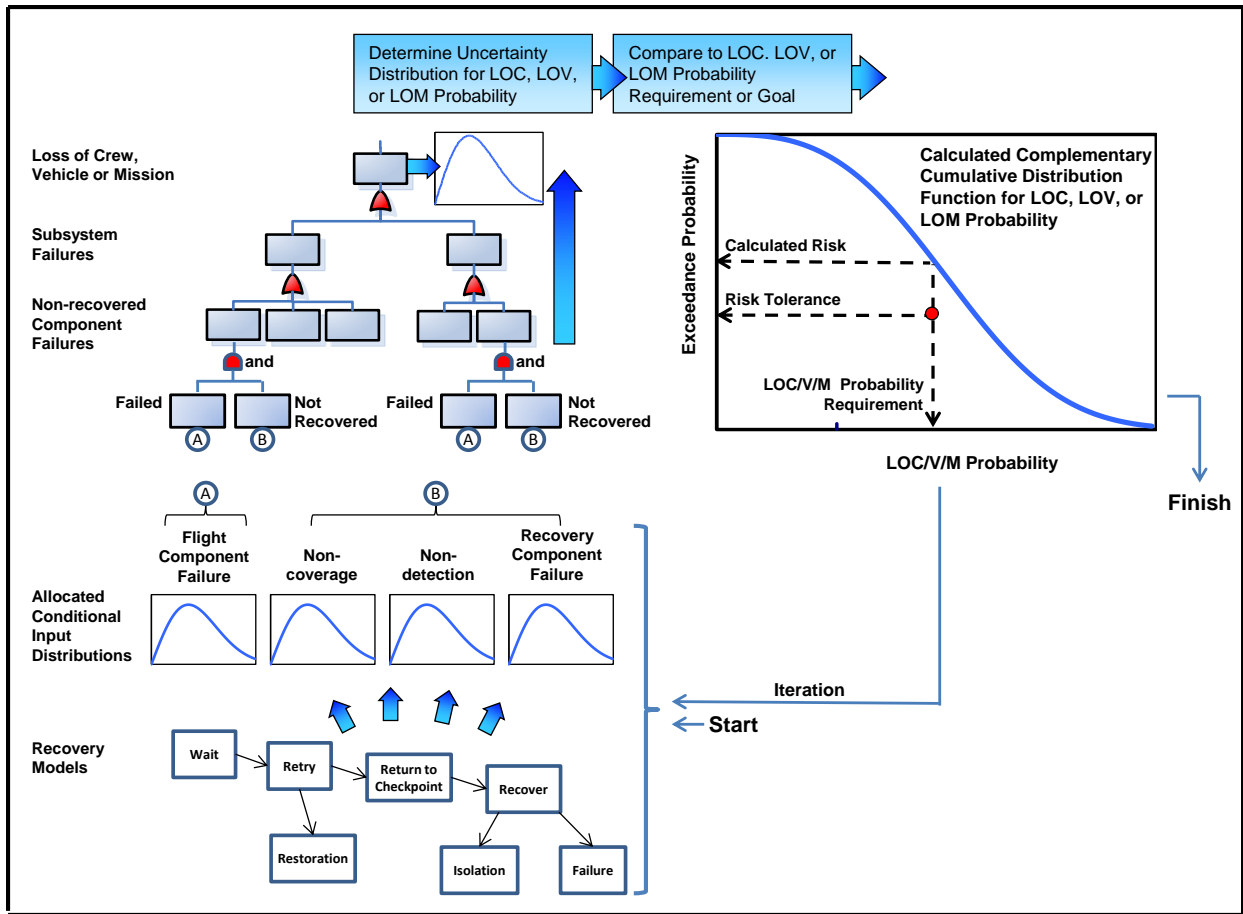 Determine Uncertainty
Distribution for LOC, LOV,
or LOM Probability
Compare to LOC. LOV, or
LOM Probability
Requirement or Goal
Loss of Crew,
Vehicle or Mission
Subsystem
Failures
Non-recovered
Component
Failures
and
and
Failed
Not
Recovered
Failed
Not
Recovered
A
B
A
B
Exceedance Probability
Calculated Complementary
Cumulative Distribution
Function for LOC, LOV, or
LOM Probability
Calculated Risk
Risk Tolerance
LOC/V/M Probability
Requirement
LOC/V/M Probability
Finish
A
B
Flight
Component
Failure
Non-
coverage
Non-
detection
Recovery
Component
Failure
Allocated
Conditional
Input
Distributions
Iteration
Start
Recovery
Models
Wait
Retry
Return to
Checkpoint
Recover
Restoration
Isolation
Failure